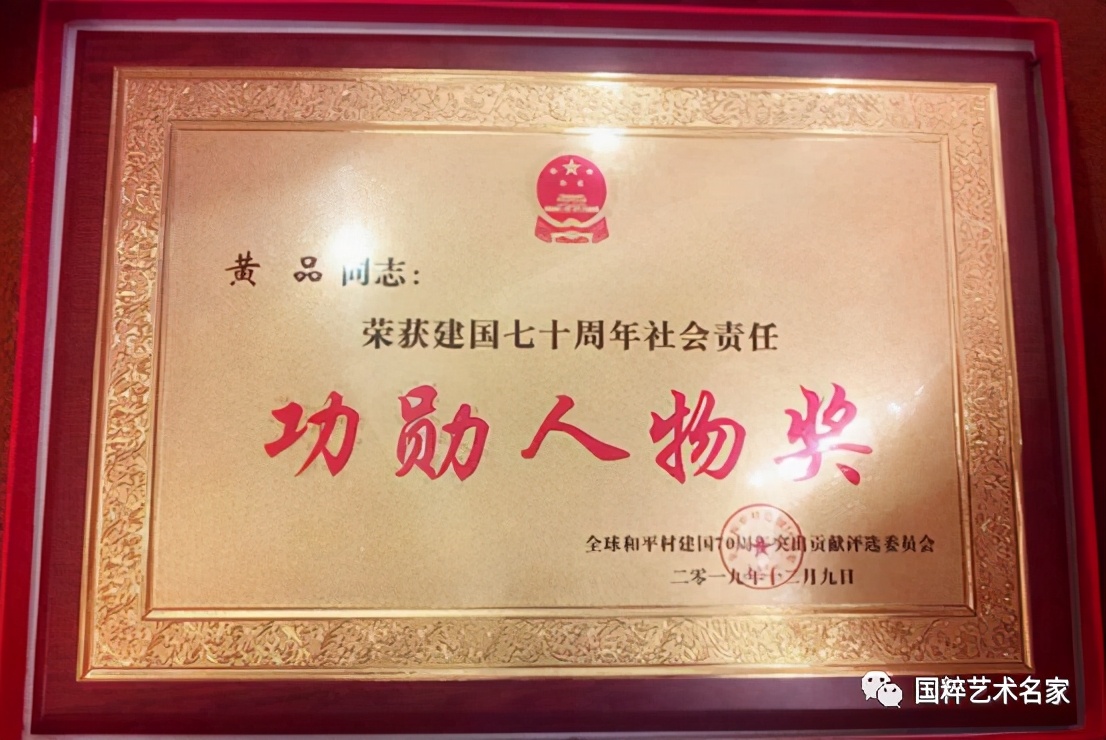 黄 品 同志：
荣获建国七十周年社会责任
功勋人物奖
全球和平村建国70周年突出贡献评选委员会
二零一九年十二月九日
国粹艺术名家